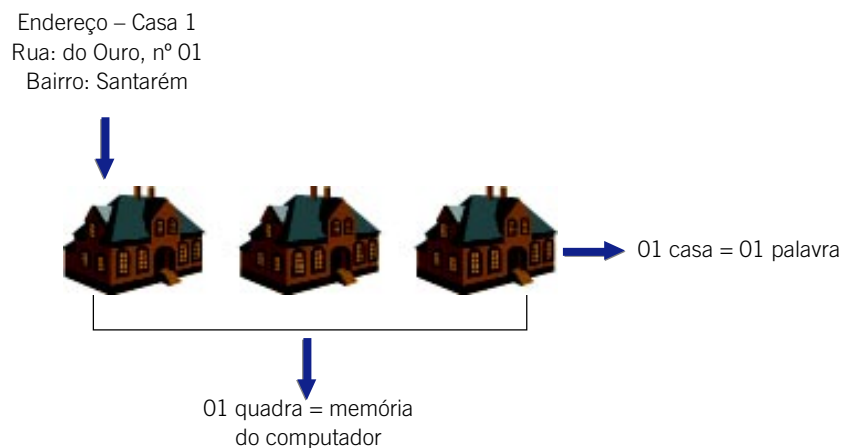 Endereço – Casa 1
Rua: do Ouro, nº 01
Bairro: Santarém
01 casa = 01 palavra
01 quadra = memória
do computador